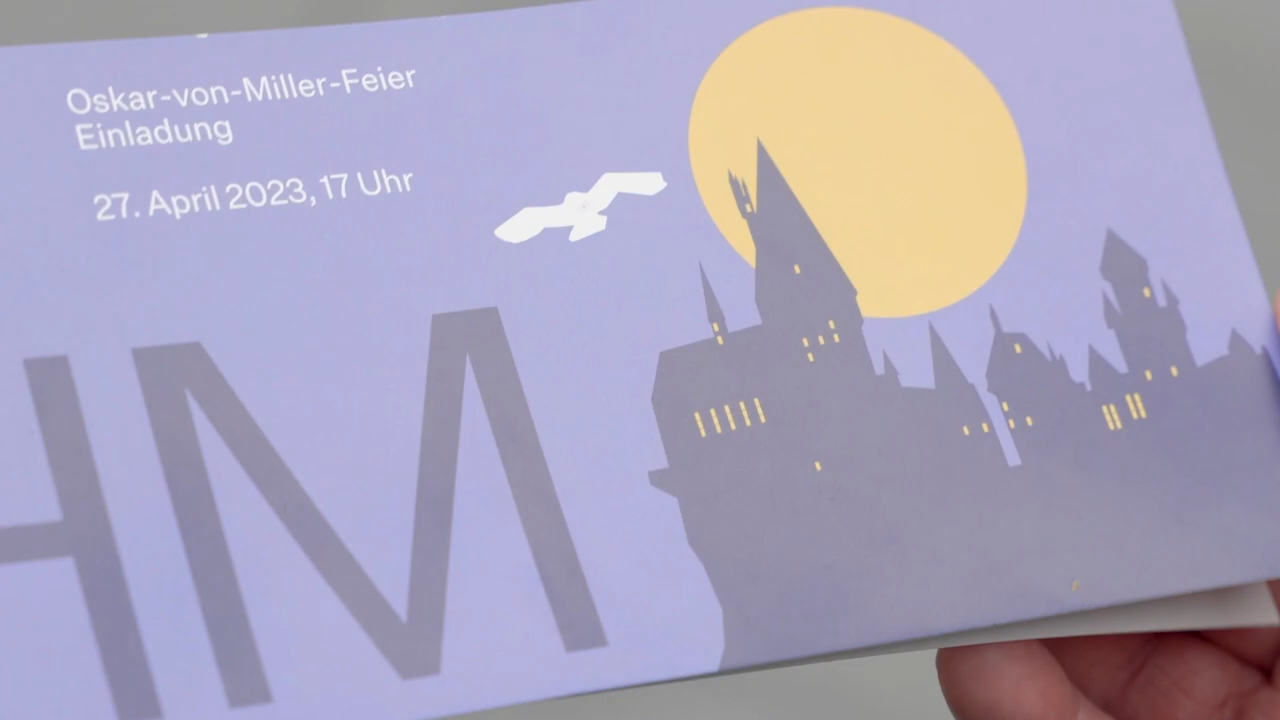 Oskar-von-Miller-Feier
Einladung
27. April 2023, 17 Uhr
HM